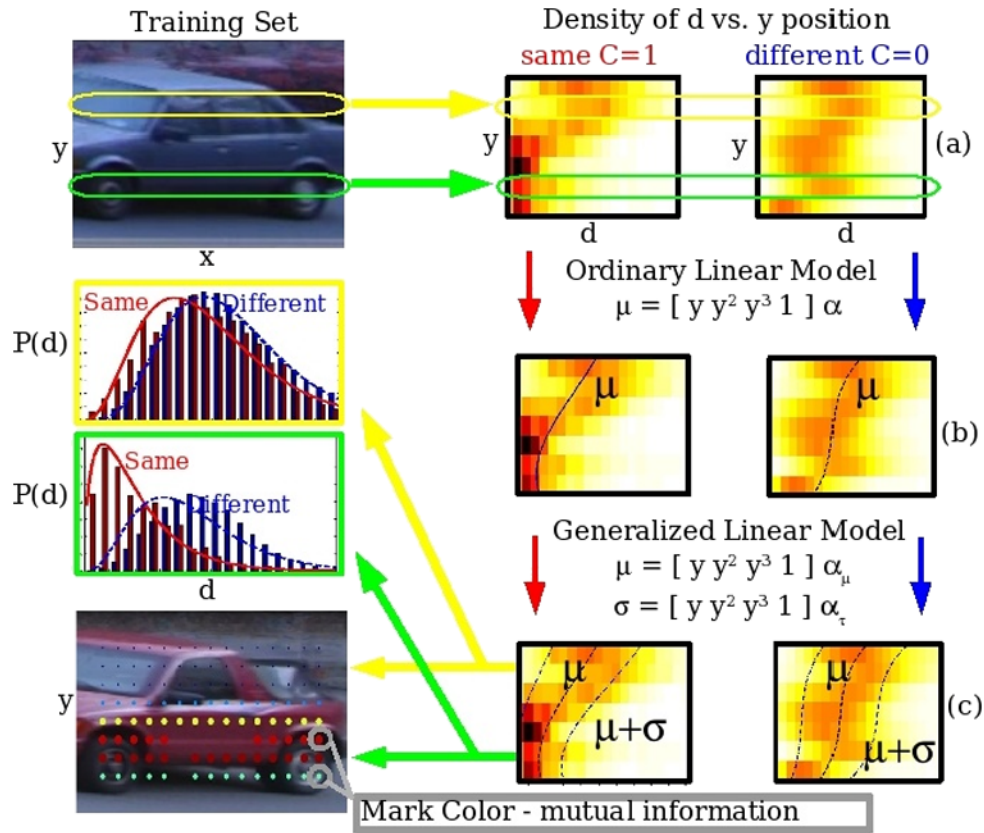 Training Set
Density of d vs. y position
same C=1
different C=0
y
y
y
(a)
x
d
d
Ordinary Linear Model
μ = [ y y² y³ 1 ] α
Same
Different
P(d)
μ
μ
(b)
Same
Different
P(d)
d
Generalized Linear Model
μ = [ y y² y³ 1 ] α_μ
σ = [ y y² y³ 1 ] α_τ
y
μ
μ+σ
μ
μ+σ
(c)
Mark Color - mutual information